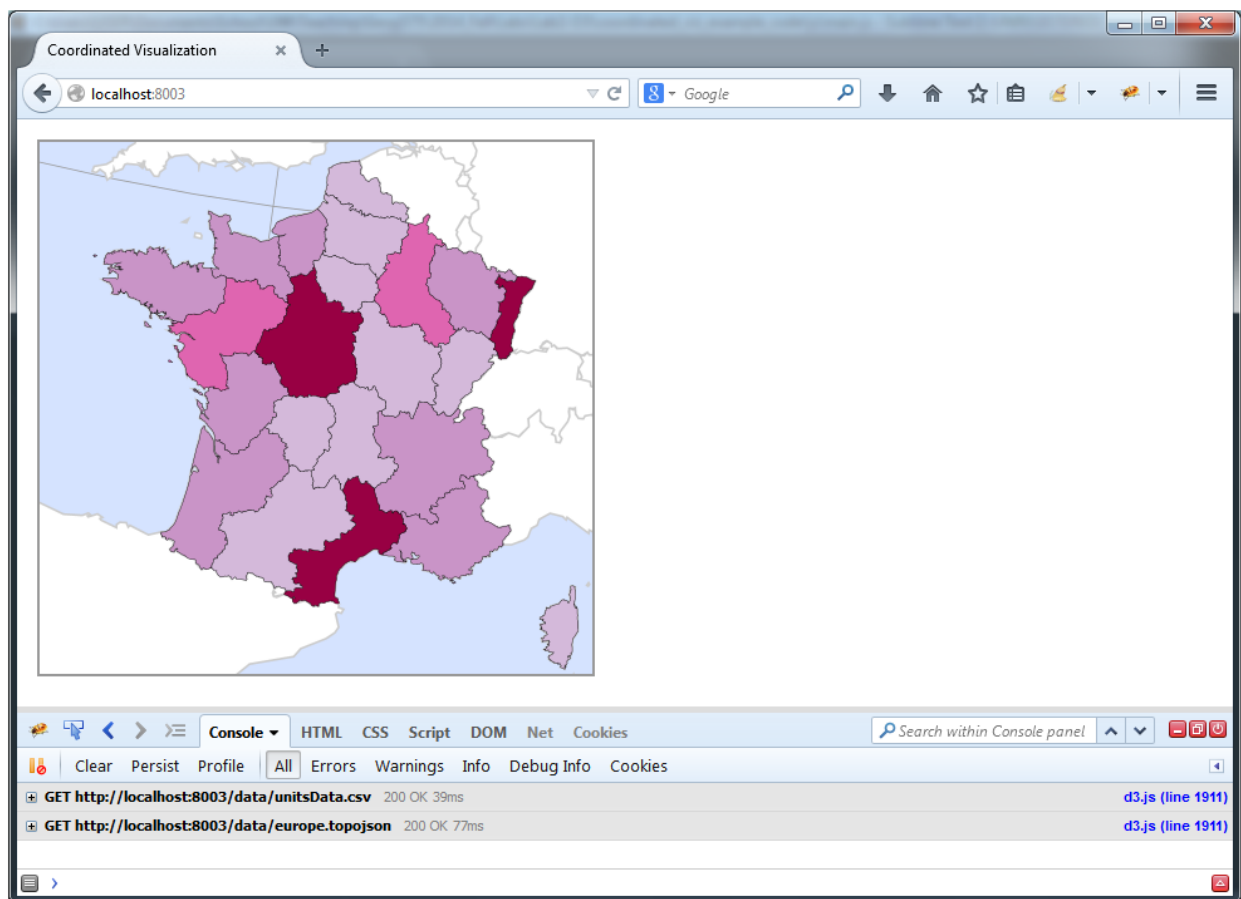 Coordinated Visualization
localhost:8003
8 Google
Console HTML CSS Script DOM Net Cookies
Search within Console panel
Clear Persist Profile All Errors Warnings Info Debug Info Cookies
GET http://localhost:8003/data/unitsData.csv 200 OK 39ms d3.js (line 1911)
GET http://localhost:8003/data/europe.topojson 200 OK 77ms d3.js (line 1911)